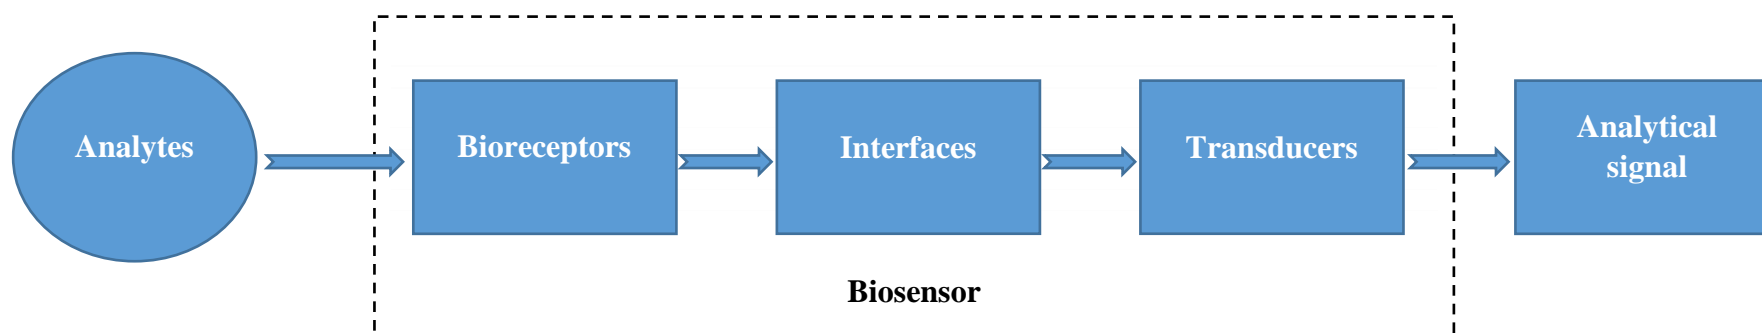 Analytes
Bioreceptors
Interfaces
Transducers
Analytical
signal
Biosensor